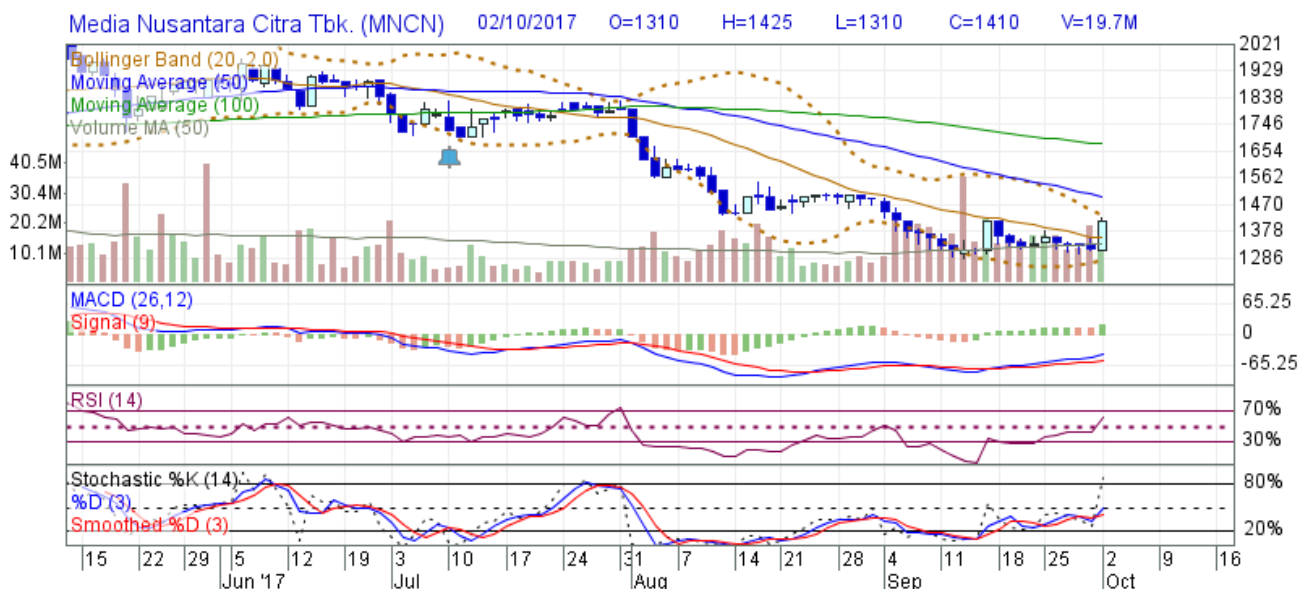 Media Nusantara Citra Tbk. (MNCN) 02/10/2017 O=1310 H=1425 L=1310 C=1410 V=19.7M
Bollinger Band (20, 2.0)
Moving Average (50)
Moving Average (100)
Volume MA (50)
2021
1929
1838
1746
1654
1562
1470
1378
1286
40.5M
30.4M
20.2M
10.1M
MACD (26,12)
Signal (9)
65.25
0
-65.25
RSI (14)
70%
30%
Stochastic %K (14)
%D (3)
Smoothed %D (3)
80%
20%
15 22 29 5 12 19 3 10 17 24 31 7 14 21 28 4 11 18 25 2 9 16
Jun '17 Jul Aug Sep Oct